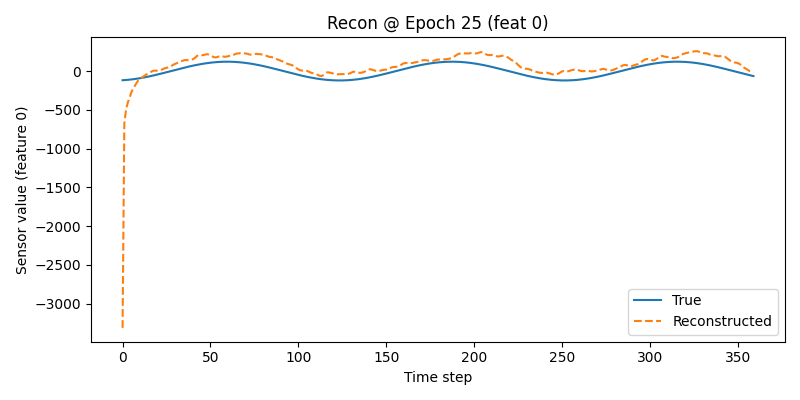 Recon @ Epoch 25 (feat 0)
Sensor value (feature 0)
0
−500
−1000
−1500
−2000
−2500
−3000
0 50 100 150 200 250 300 350
Time step
True
Reconstructed